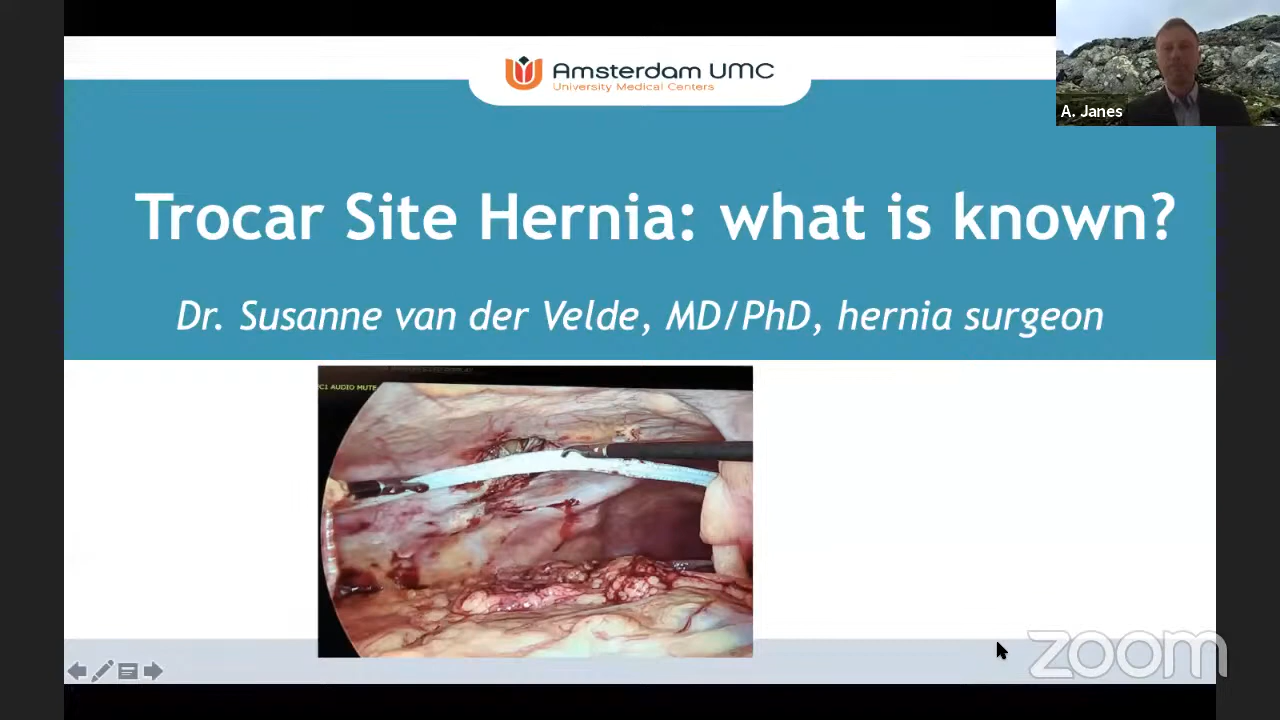 Amsterdam UMC
University Medical Centers
A. Janes
Trocar Site Hernia: what is known?
Dr. Susanne van der Velde, MD/PhD, hernia surgeon
AUDIO MUTE
zoom